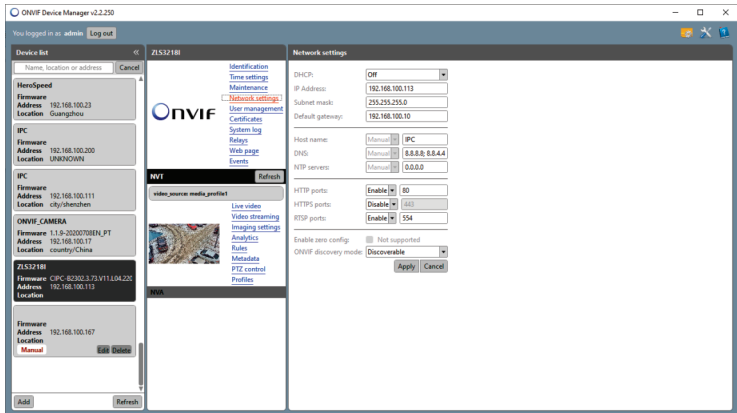 ONVIF Device Manager v2.2.250
You logged in as admin Log out
Device list «
Name, location or address Cancel
HeroSpeed
Firmware
Address 192.168.100.23
Location Guangzhou
IPC
Firmware
Address 192.168.100.200
Location UNKNOWN
IPC
Firmware
Address 192.168.100.111
Location city/shenzhen
ONVIF_CAMERA
Firmware 1.1.9-20200708IEN_PT
Address 192.168.100.17
Location country/China
ZLS3218I
Firmware CIPC-B2302.3.73.V11.L04.220
Address 192.168.100.113
Location
Firmware
Address 192.168.100.167
Location
Manual Edit Delete
Add Refresh
ZLS3218I
ONVIF
Identification
Time settings
Maintenance
Network settings
User management
Certificates
System log
Relays
Web page
Events
NVT Refresh
video_source: media_profile1
Live video
Video streaming
Imaging settings
Analytics
Rules
Metadata
PTZ control
Profiles
NVA
Network settings
DHCP: Off
IP Address: 192.168.100.113
Subnet mask: 255.255.255.0
Default gateway: 192.168.100.10
Host name: Manual IPC
DNS: Manual 8.8.8.8; 8.8.4.4
NTP servers: Manual 0.0.0.0
HTTP ports: Enable 80
HTTPS ports: Disable 443
RTSP ports: Enable 554
Enable zero config: Not supported
ONVIF discovery mode: Discoverable
Apply Cancel